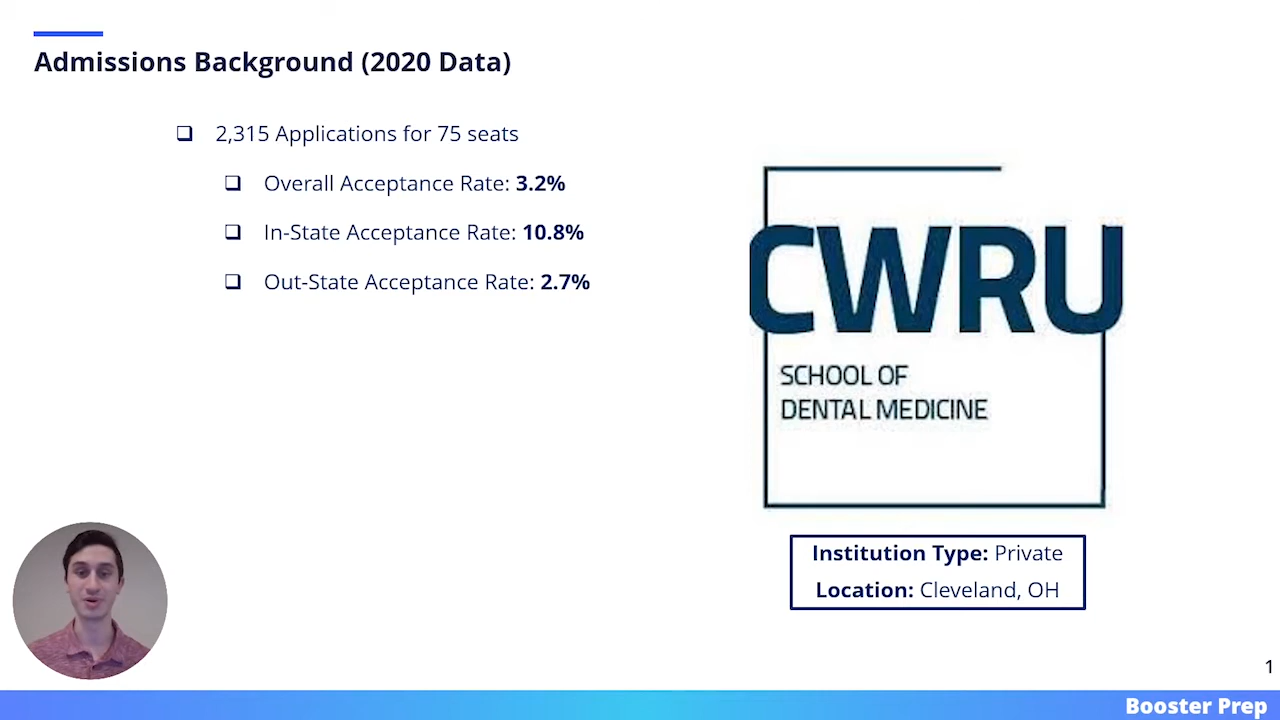 Admissions Background (2020 Data)
2,315 Applications for 75 seats
Overall Acceptance Rate: 3.2%
In-State Acceptance Rate: 10.8%
Out-State Acceptance Rate: 2.7%
CWRU
SCHOOL OF
DENTAL MEDICINE
Institution Type: Private
Location: Cleveland, OH
1
Booster Prep